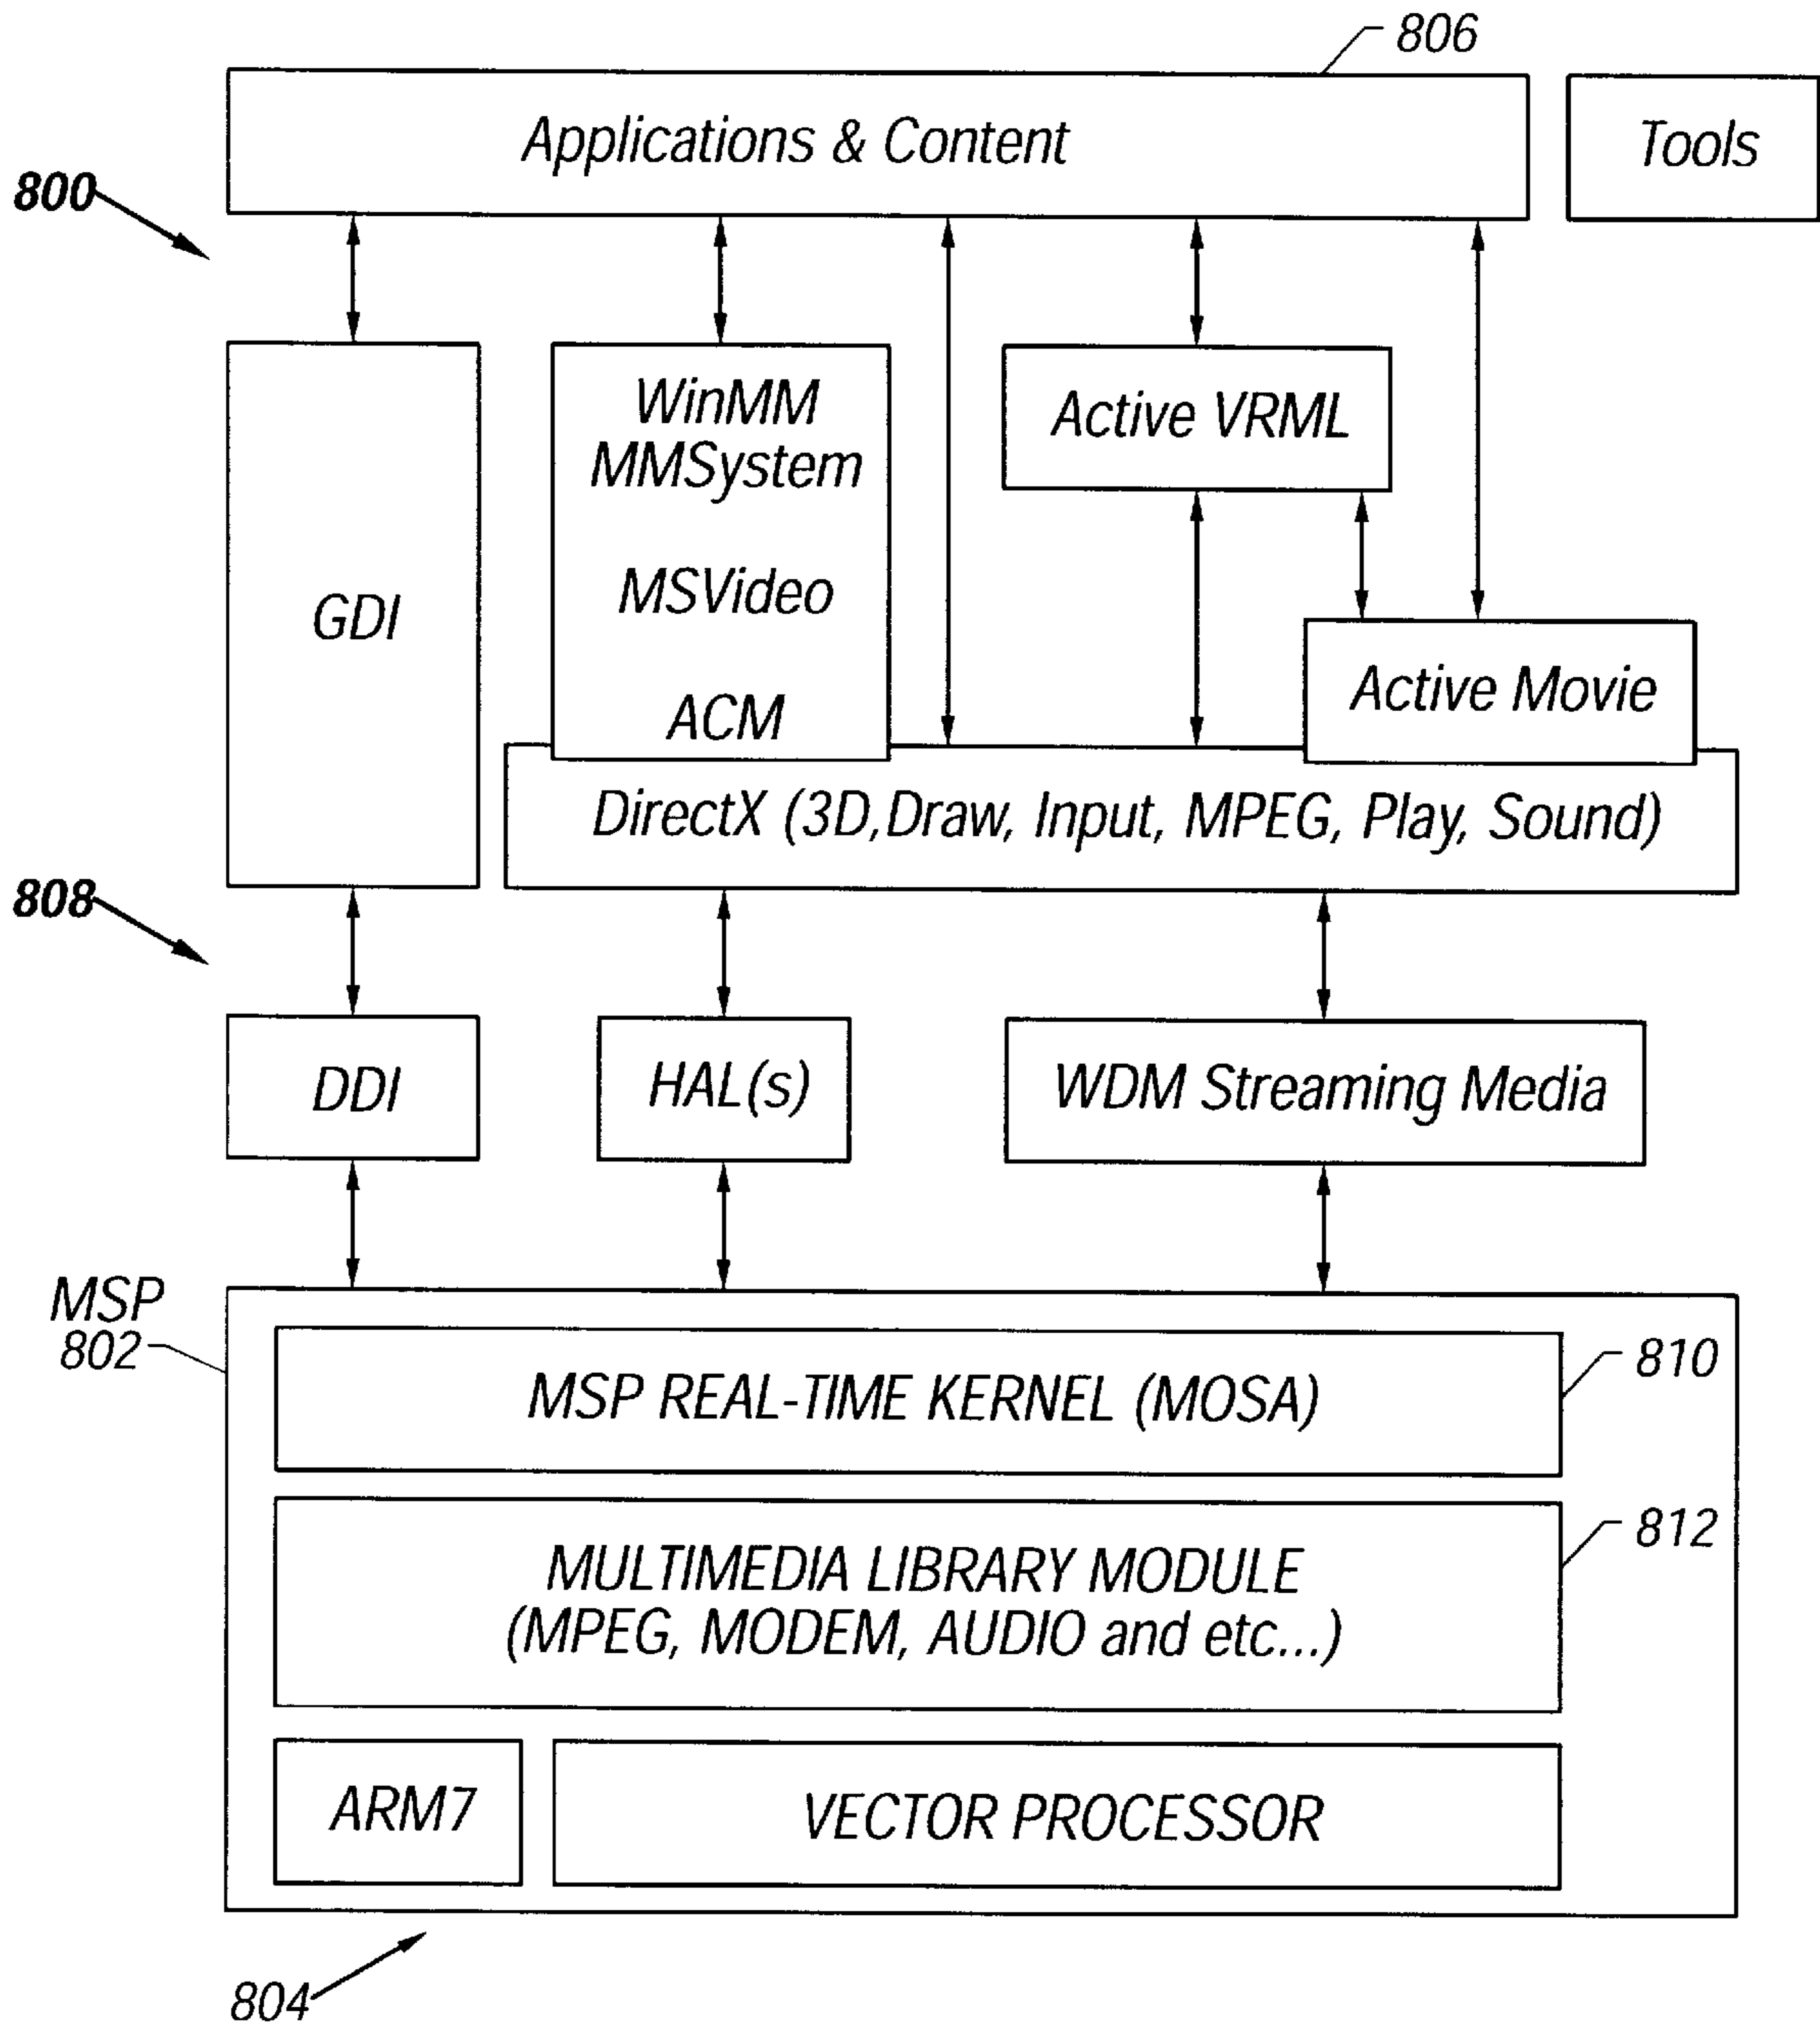 806
Applications & Content
Tools
800
WinMM
MMSystem
MSVideo
ACM
GDI
Active VRML
Active Movie
DirectX (3D,Draw, Input, MPEG, Play, Sound)
808
DDI
HAL(s)
WDM Streaming Media
MSP
802
MSP REAL-TIME KERNEL (MOSA)
810
MULTIMEDIA LIBRARY MODULE
(MPEG, MODEM, AUDIO and etc...)
812
ARM7
VECTOR PROCESSOR
804